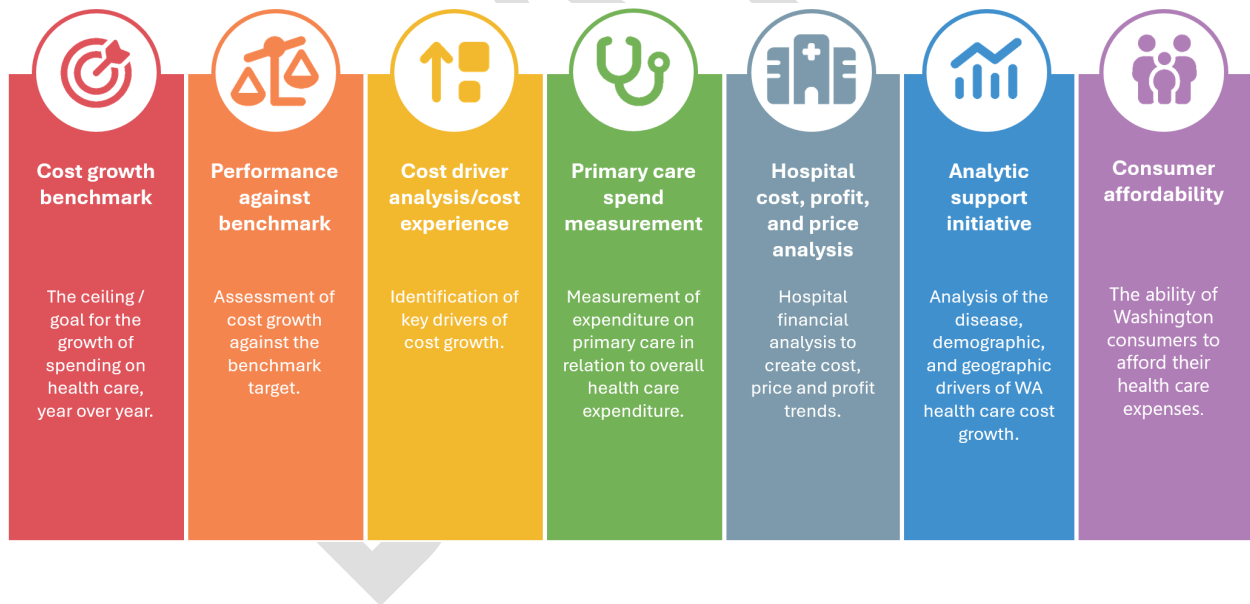 Cost growth
benchmark
The ceiling /
goal for the
growth of
spending on
health care,
year over year.
Performance
against
benchmark
Assessment of
cost growth
against the
benchmark
target.
Cost driver
analysis/cost
experience
Identification of
key drivers of
cost growth.
Primary care
spend
measurement
Measurement of
expenditure on
primary care in
relation to overall
health care
expenditure.
Hospital
cost, profit,
and price
analysis
Hospital
financial
analysis to
create cost,
price and profit
trends.
Analytic
support
initiative
Analysis of the
disease,
demographic,
and geographic
drivers of WA
health care cost
growth.
Consumer
affordability
The ability of
Washington
consumers to
afford their
health care
expenses.